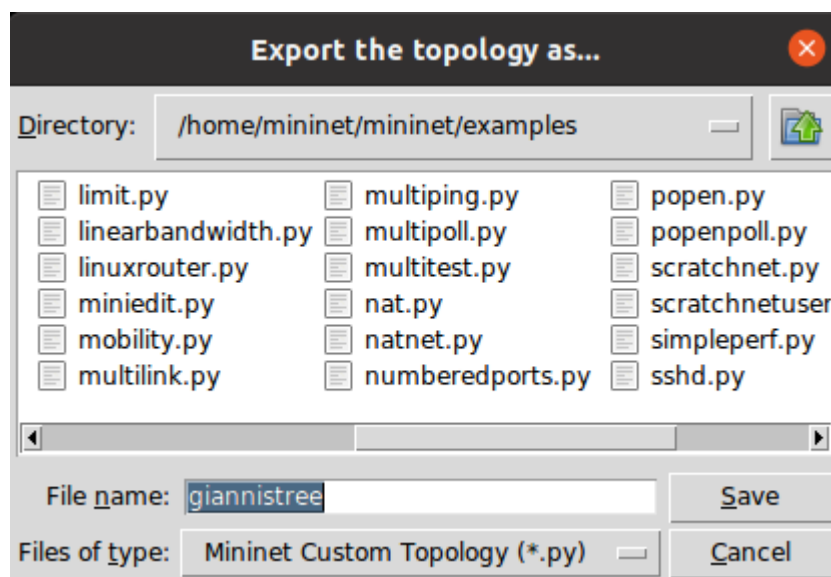 Export the topology as...
Directory: /home/mininet/mininet/examples
limit.py multiping.py popen.py
linearbandwidth.py multipoll.py popenpoll.py
linuxrouter.py multitest.py scratchnet.py
miniedit.py nat.py scratchnetuser
mobility.py natnet.py simpleperf.py
multilink.py numberedports.py sshd.py
File name: giannistree Save
Files of type: Mininet Custom Topology (*.py) Cancel